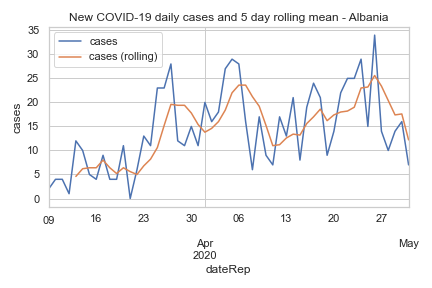 New COVID-19 daily cases and 5 day rolling mean - Albania
cases
cases (rolling)
cases
35
30
25
20
15
10
5
0
09 16 23 30 06 13 20 27
Apr May
2020
dateRep